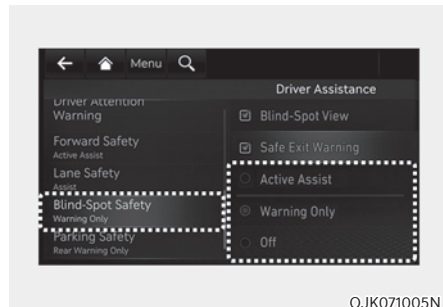 Menu
Driver Assistance
Driver Attention
Warning
Forward Safety
Active Assist
Lane Safety
Assist
Blind-Spot Safety
Warning Only
Parking Safety
Rear Warning Only
Blind-Spot View
Safe Exit Warning
Active Assist
Warning Only
Off
OJK071005N